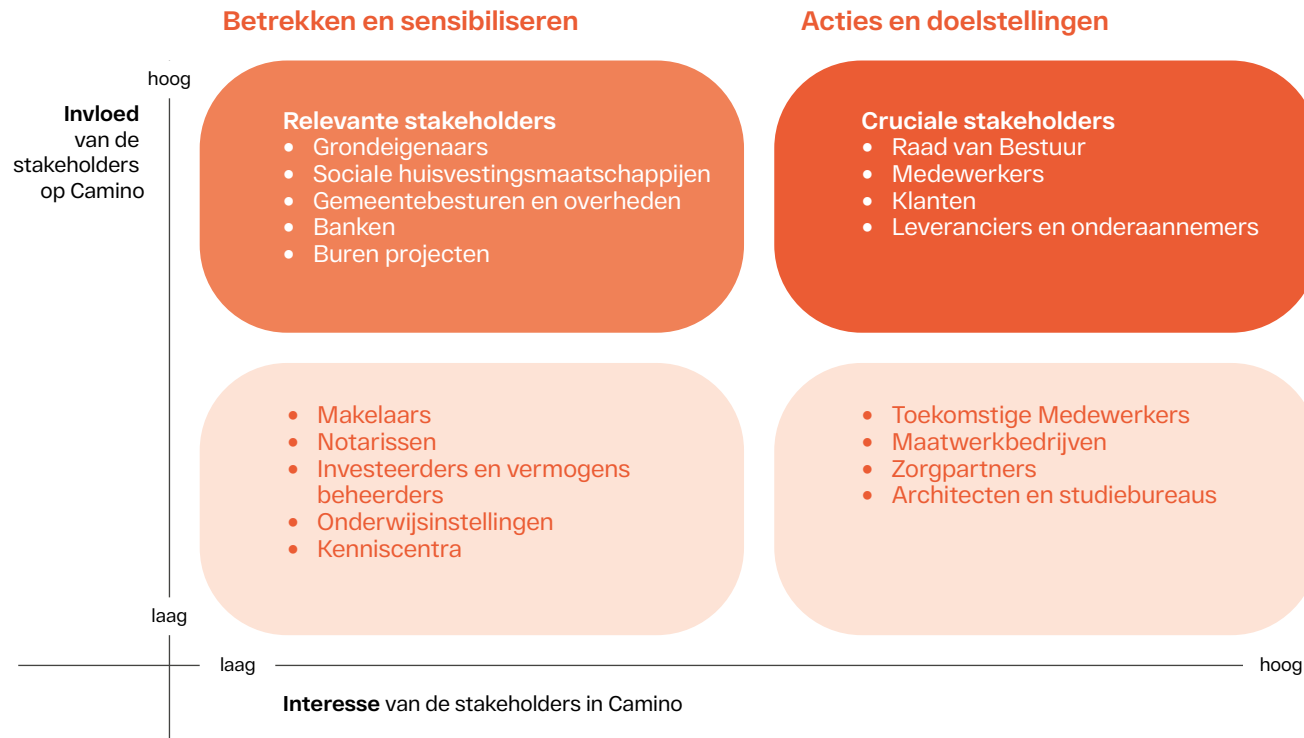 Betrekken en sensibiliseren
Acties en doelstellingen
hoog
Invloed
van de
stakeholders
op Camino
Relevante stakeholders
• Grondeigenaars
• Sociale huisvestingsmaatschappijen
• Gemeentebesturen en overheden
• Banken
• Buren projecten
Cruciale stakeholders
• Raad van Bestuur
• Medewerkers
• Klanten
• Leveranciers en onderaannemers
• Makelaars
• Notarissen
• Investeerders en vermogens
beheerders
• Onderwijsinstellingen
• Kenniscentra
• Toekomstige Medewerkers
• Maatwerkbedrijven
• Zorgpartners
• Architecten en studiebureaus
laag
laag
hoog
Interesse van de stakeholders in Camino